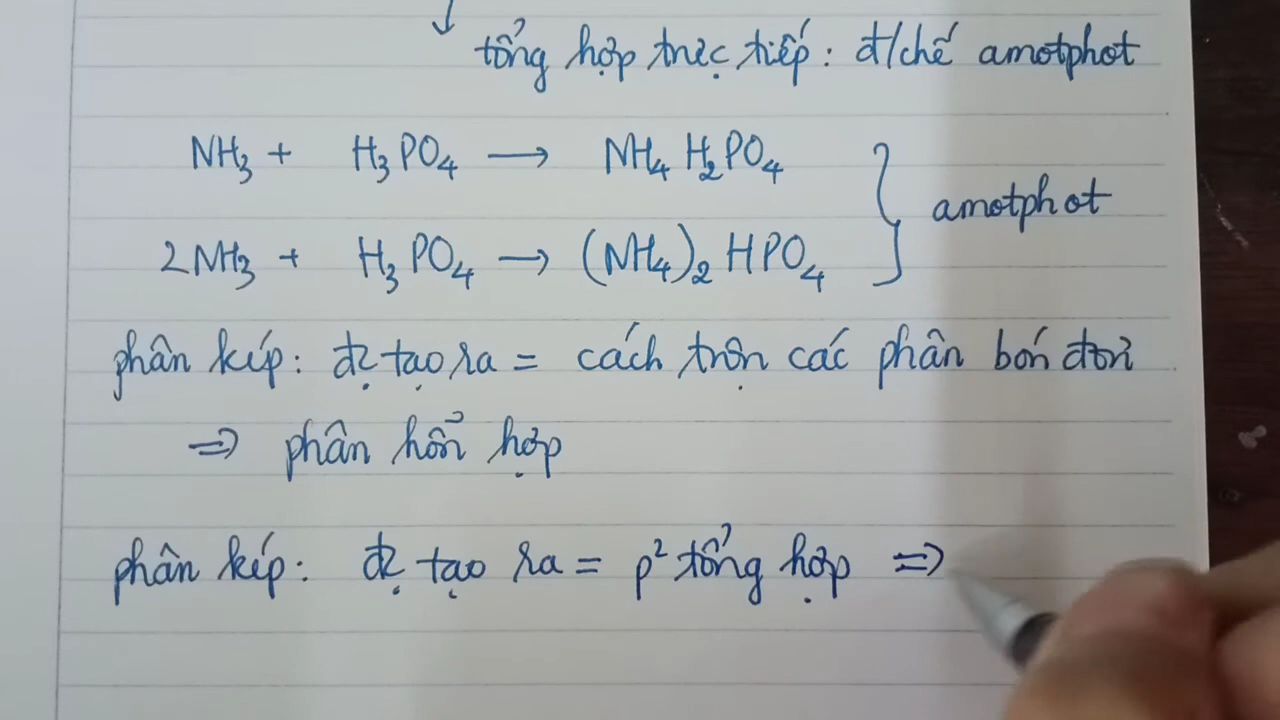 tổng hợp trực tiếp: đ/chế amotphot
NH₃ + H₃PO₄ → NH₄H₂PO₄
2NH₃ + H₃PO₄ → (NH₄)₂HPO₄
amotphot
phân kép: đc̣ tạo ra = cách trộn các phân bón đơn
=> phân hổn hợp
phân kép: đc̣ tạo ra = p² tổng hợp =>